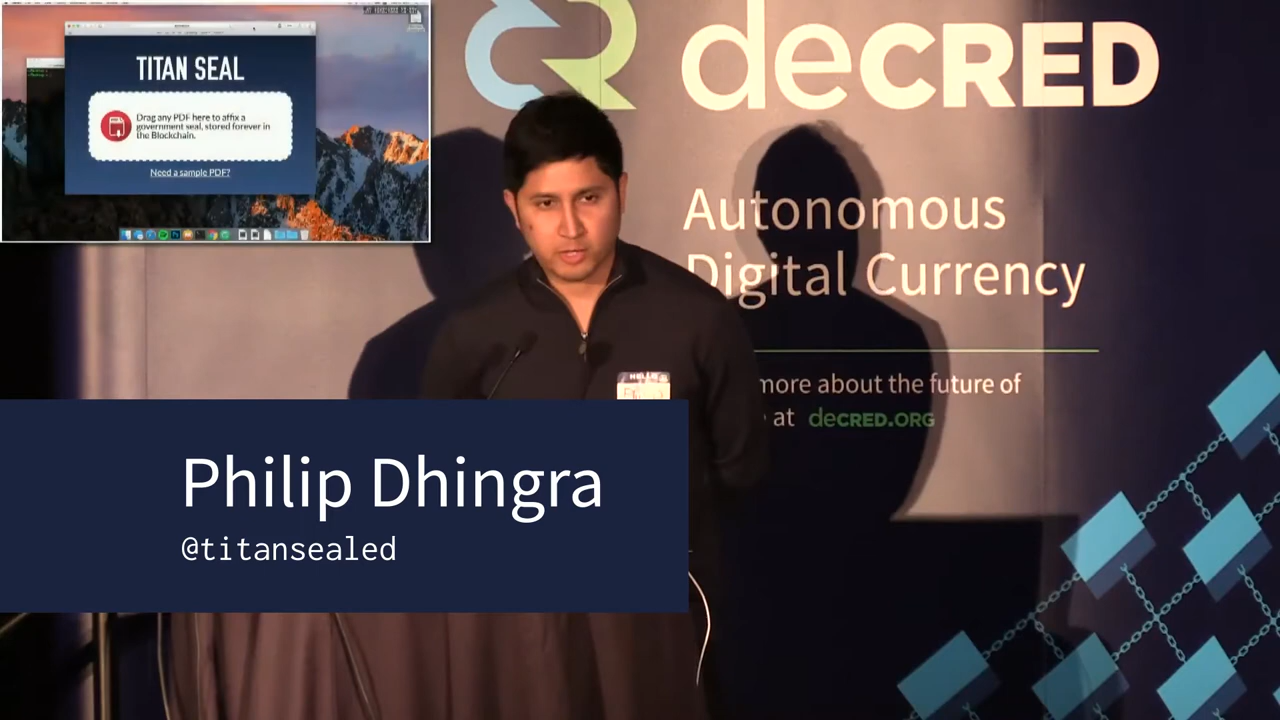 TITAN SEAL
Drag any PDF here to affix a
government seal, stored forever in
the Blockchain.
Need a sample PDF?
deCRED
Autonomous
Digital Currency
more about the future of
at decRED.ORG
HELLO
Philip Dhingra
@titansealed